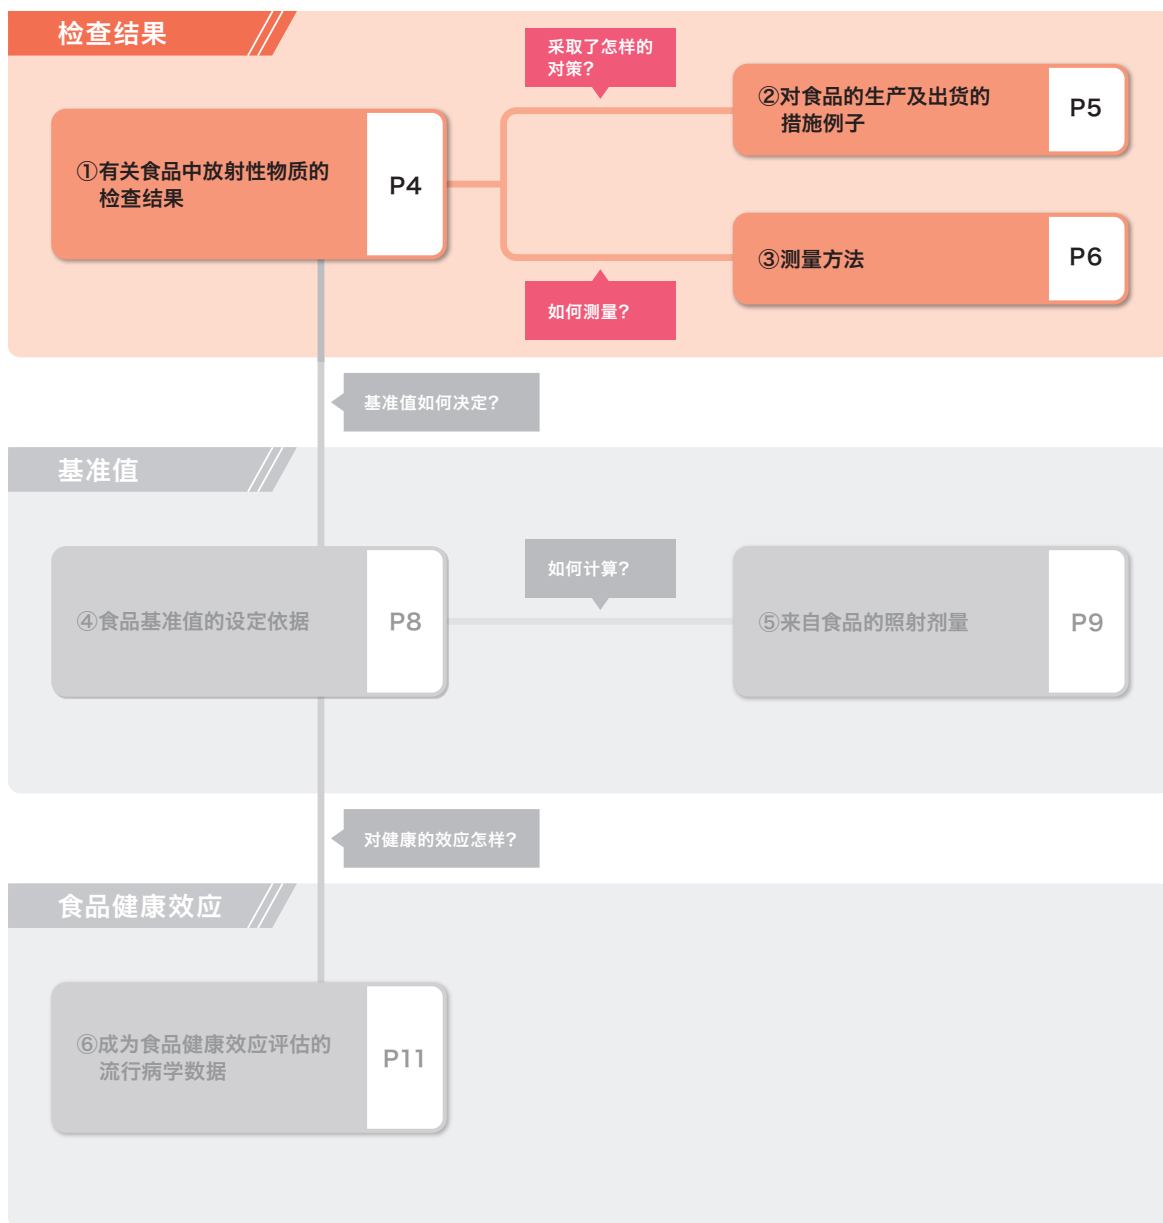 检查结果
采取了怎样的
对策？
①有关食品中放射性物质的
检查结果
P4
②对食品的生产及出货的
措施例子
P5
③测量方法
P6
如何测量？
基准值如何决定？
基准值
④食品基准值的设定依据
P8
如何计算？
⑤来自食品的照射剂量
P9
对健康的效应怎样？
食品健康效应
⑥成为食品健康效应评估的
流行病学数据
P11